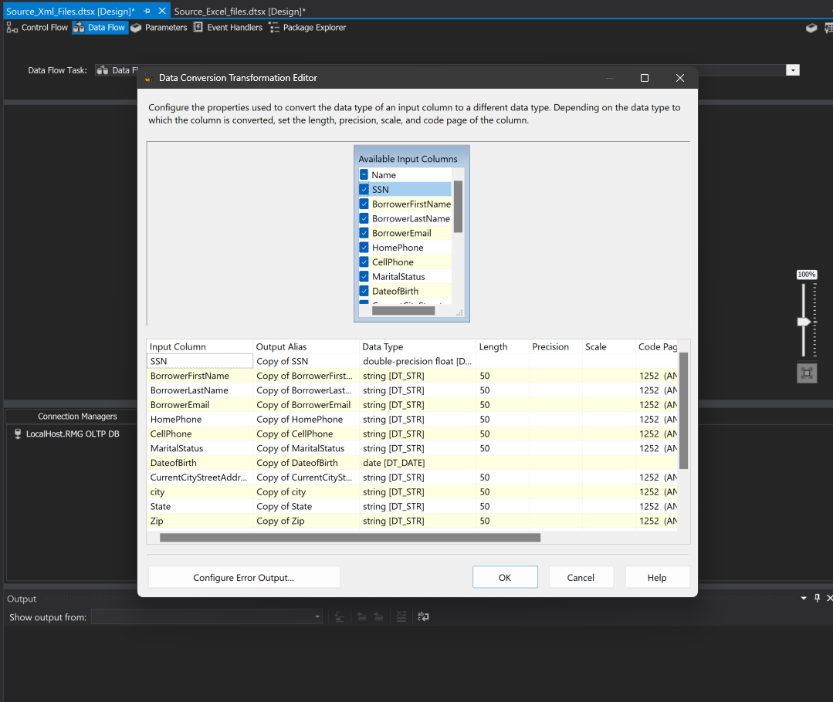 Source_Xml_Files.dtsx [Design]* Source_Excel_files.dtsx [Design]*
Control Flow Data Flow Parameters Event Handlers Package Explorer
Data Flow Task: Data F
Data Conversion Transformation Editor
Configure the properties used to convert the data type of an input column to a different data type. Depending on the data type to
which the column is converted, set the length, precision, scale, and code page of the column.
Available Input Columns
Name
SSN
BorrowerFirstName
BorrowerLastName
BorrowerEmail
HomePhone
CellPhone
MaritalStatus
DateofBirth
100%
Input Column Output Alias Data Type Length Precision Scale Code Pag
SSN Copy of SSN double-precision float [D...
BorrowerFirstName Copy of BorrowerFirst... string [DT_STR] 50 1252 (AN
BorrowerLastName Copy of BorrowerLast... string [DT_STR] 50 1252 (AN
BorrowerEmail Copy of BorrowerEmail string [DT_STR] 50 1252 (AN
HomePhone Copy of HomePhone string [DT_STR] 50 1252 (AN
CellPhone Copy of CellPhone string [DT_STR] 50 1252 (AN
MaritalStatus Copy of MaritalStatus string [DT_STR] 50 1252 (AN
DateofBirth Copy of DateofBirth date [DT_DATE]
CurrentCityStreetAddr... Copy of CurrentCitySt... string [DT_STR] 50 1252 (AN
city Copy of city string [DT_STR] 50 1252 (AN
State Copy of State string [DT_STR] 50 1252 (AN
Zip Copy of Zip string [DT_STR] 50 1252 (AN
Connection Managers
LocalHost.RMG OLTP DB
Configure Error Output... OK Cancel Help
Output
Show output from: